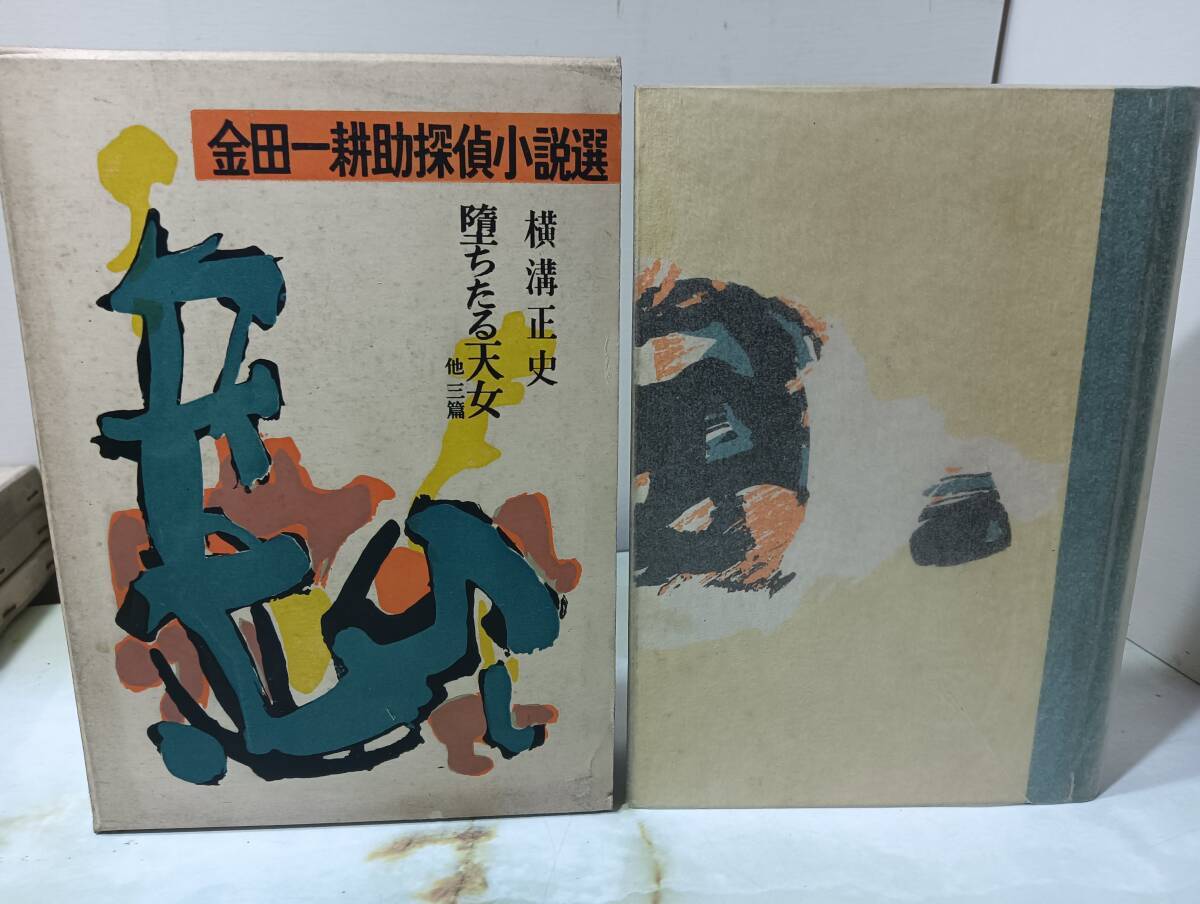 金田一耕助探偵小説選
横溝正史
堕ちたる天女
他三篇